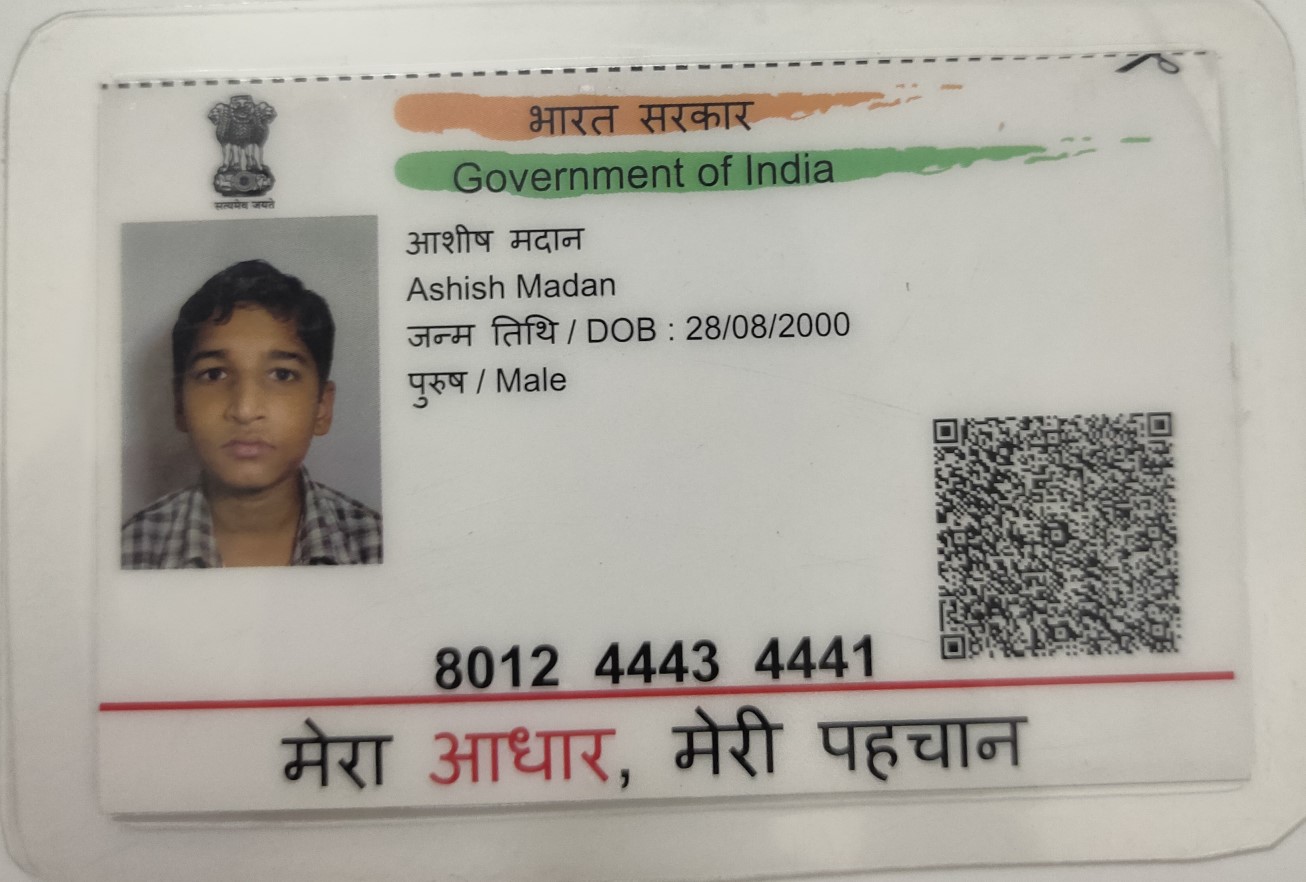 भारत सरकार
Government of India
सत्यमेव जयते
आशीष मदान
Ashish Madan
जन्म तिथि / DOB : 28/08/2000
पुरुष / Male
8012 4443 4441
मेरा आधार, मेरी पहचान